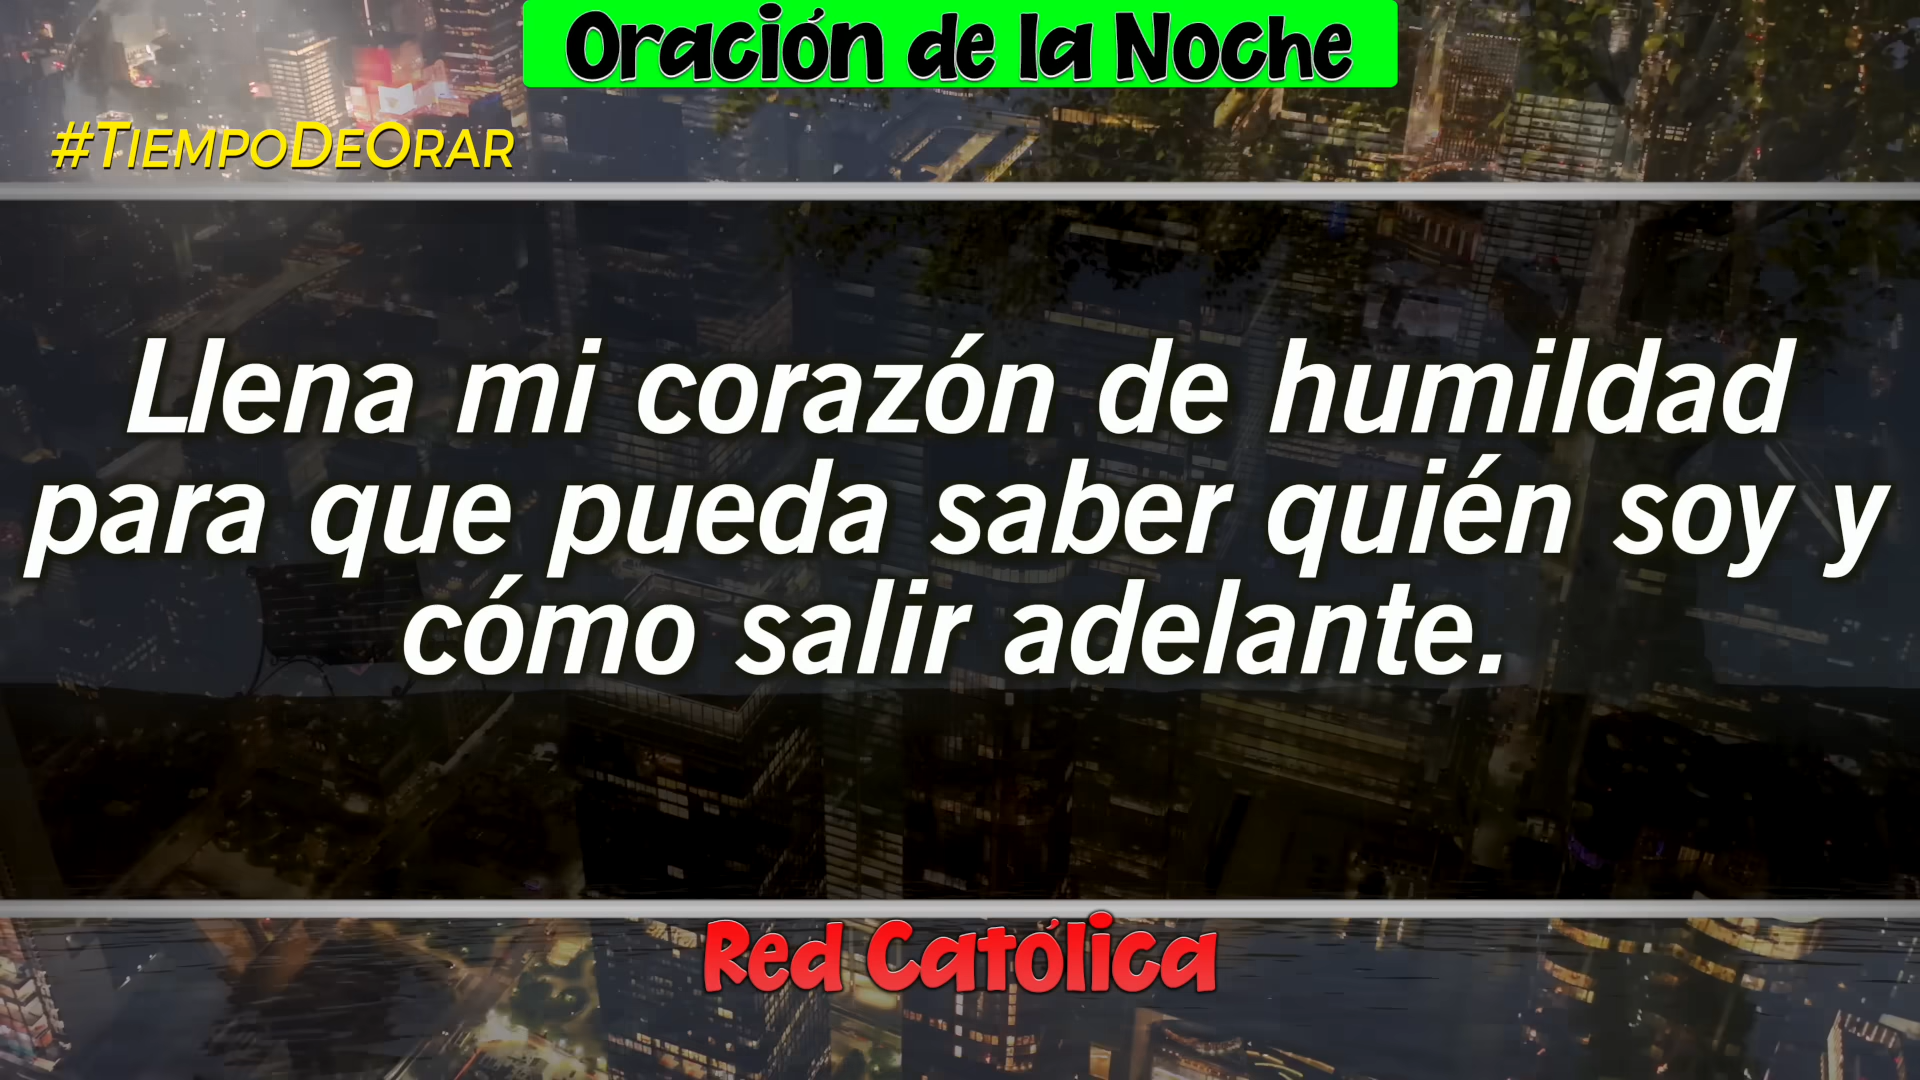 Oración de la Noche
#TiempoDeOrar
Llena mi corazón de humildad
para que pueda saber quién soy y
cómo salir adelante.
Red Católica